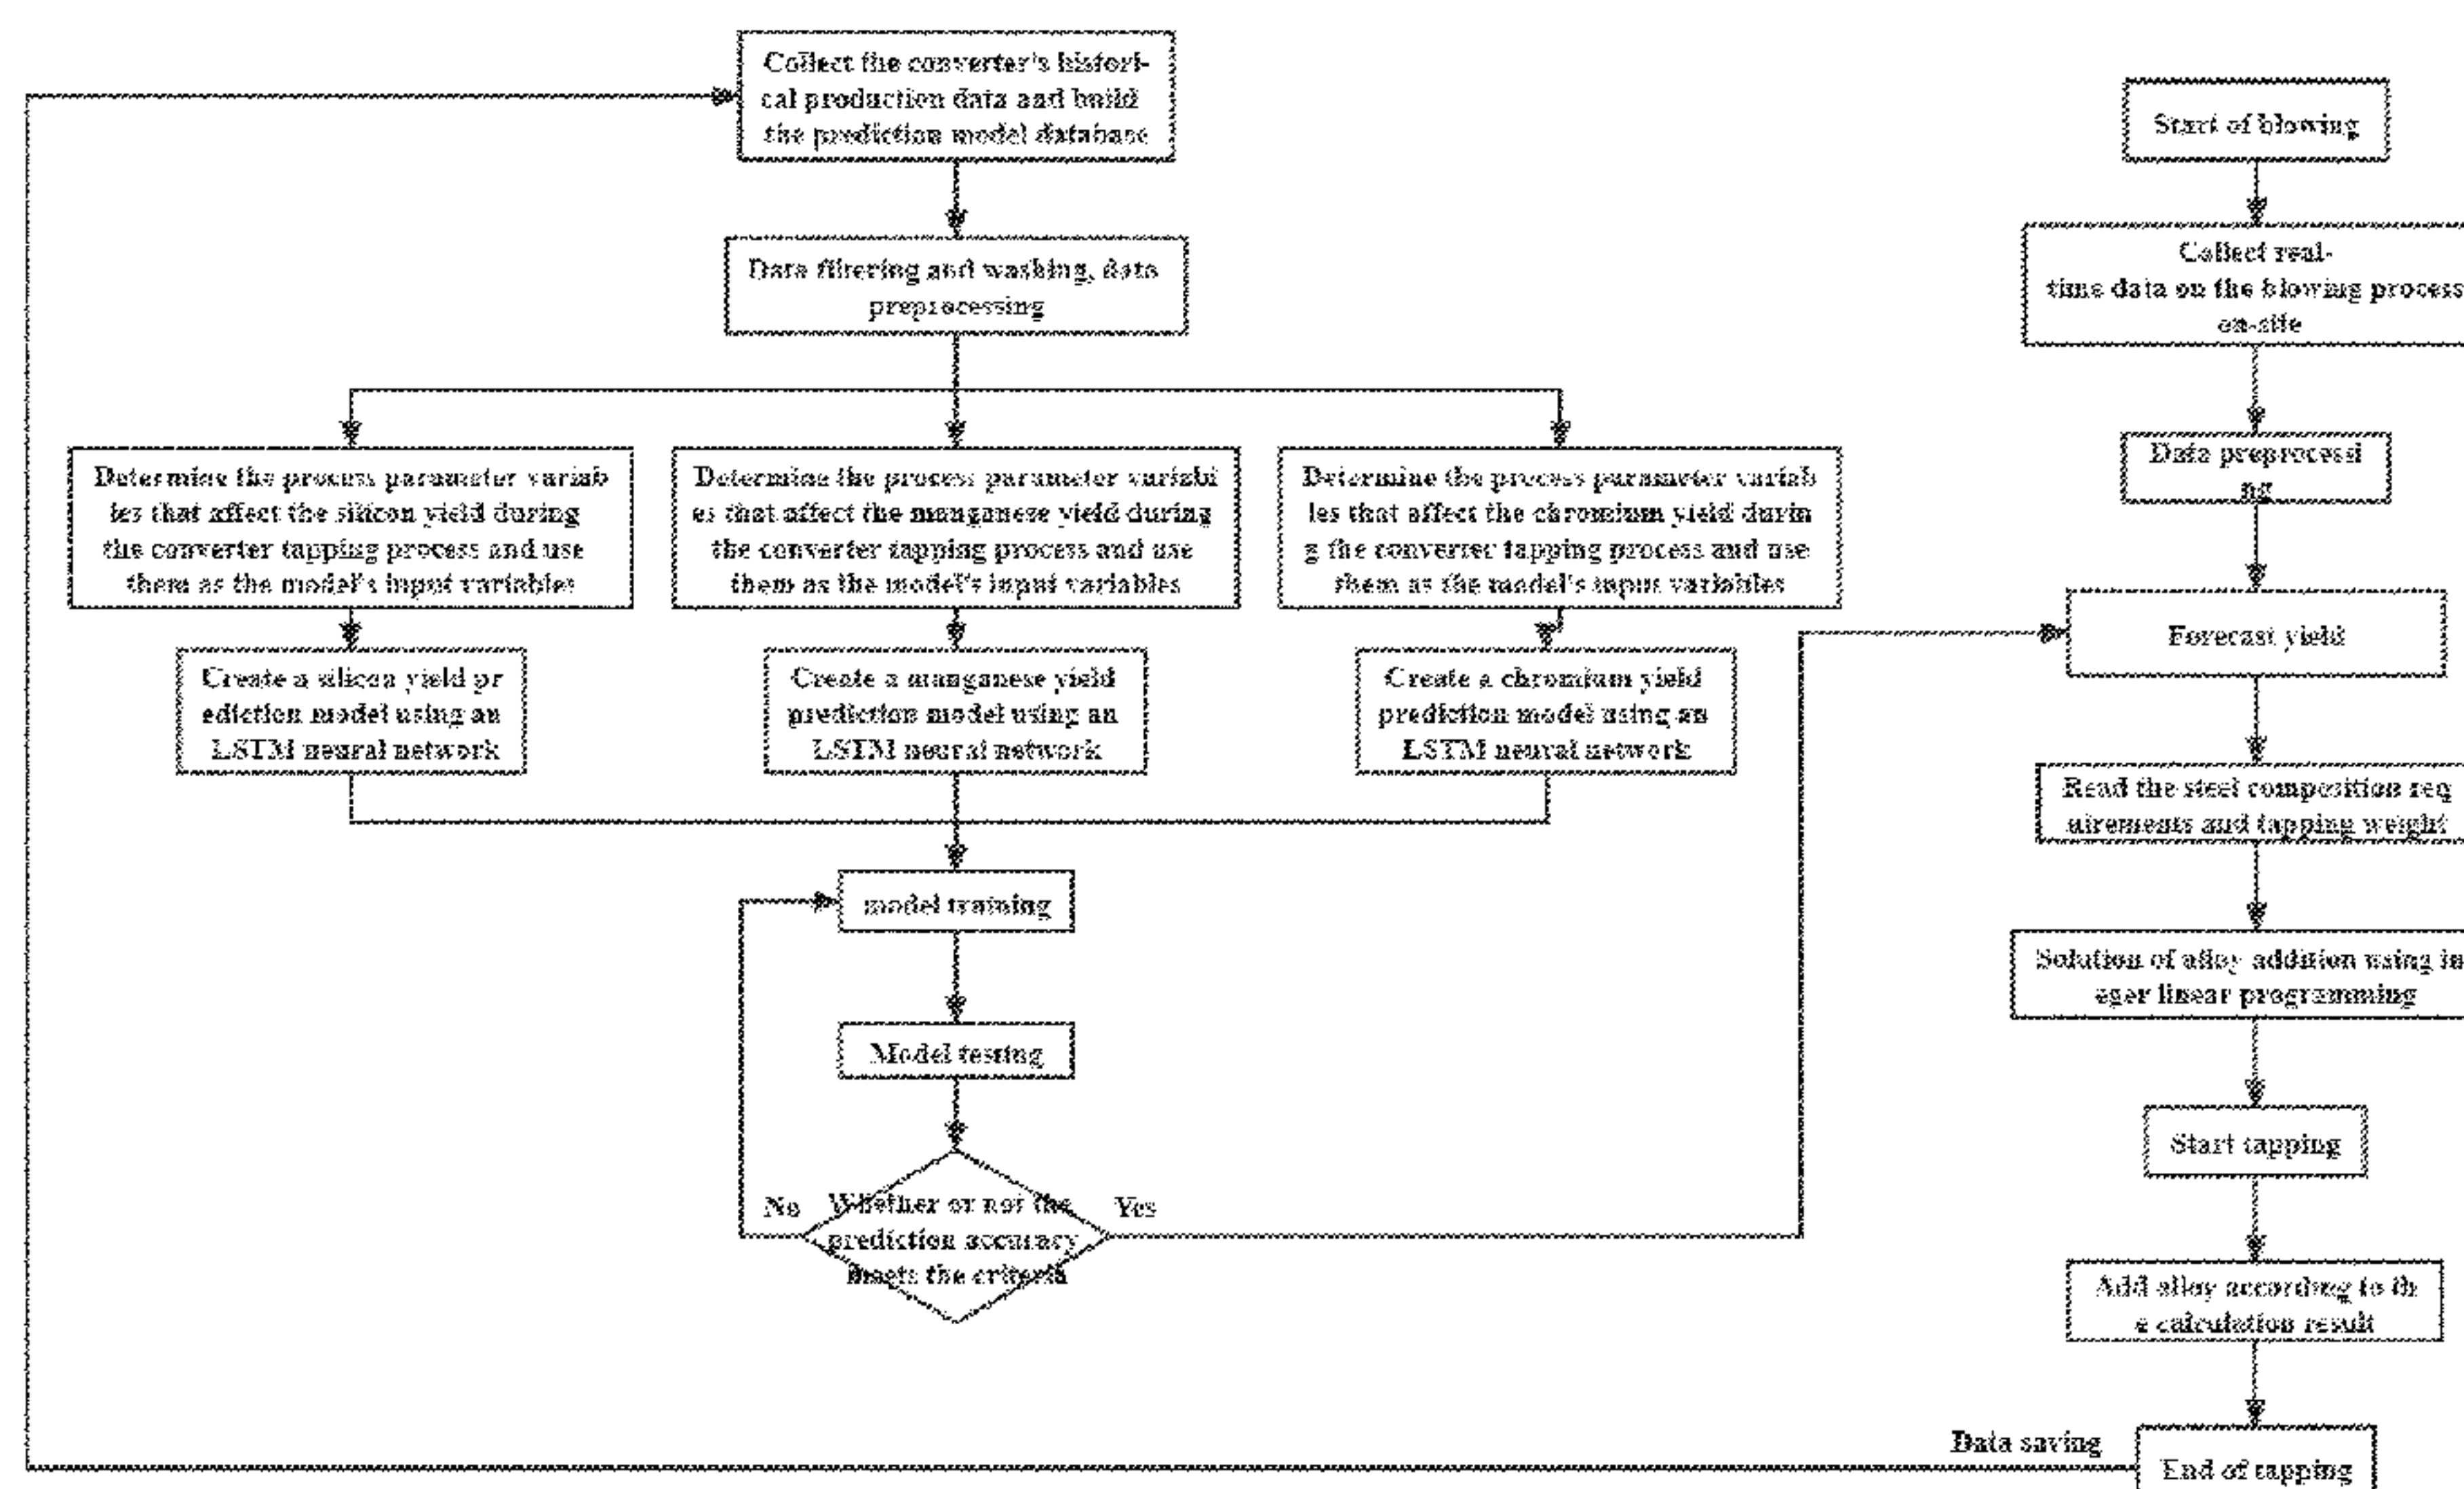 Collect the converter's histori-
cal production data and build
the prediction model database
Data filtering and washing, data
preprocessing
Determine the process parameter variab
les that affect the silicon yield during
the converter tapping process and use
them as the model's input variables
Determine the process parameter variabl
es that affect the manganese yield during
the converter tapping process and use
them as the model's input variables
Determine the process parameter variab
les that affect the chromium yield durin
g the converter tapping process and use
them as the model's input variables
Create a silicon yield pr
ediction model using an
LSTM neural network
Create a manganese yield
prediction model using an
LSTM neural network
Create a chromium yield
prediction model using an
LSTM neural network
model training
Model testing
No
Whether or not the
prediction accuracy
meets the criteria
Yes
Start of blowing
Collect real-
time data on the blowing process
on-site
Data preprocessi
ng
Forecast yield
Read the steel composition req
uirements and tapping weight
Solution of alloy addition using in
eger linear programming
Start tapping
Add alloy according to th
e calculation result
Data saving
End of tapping